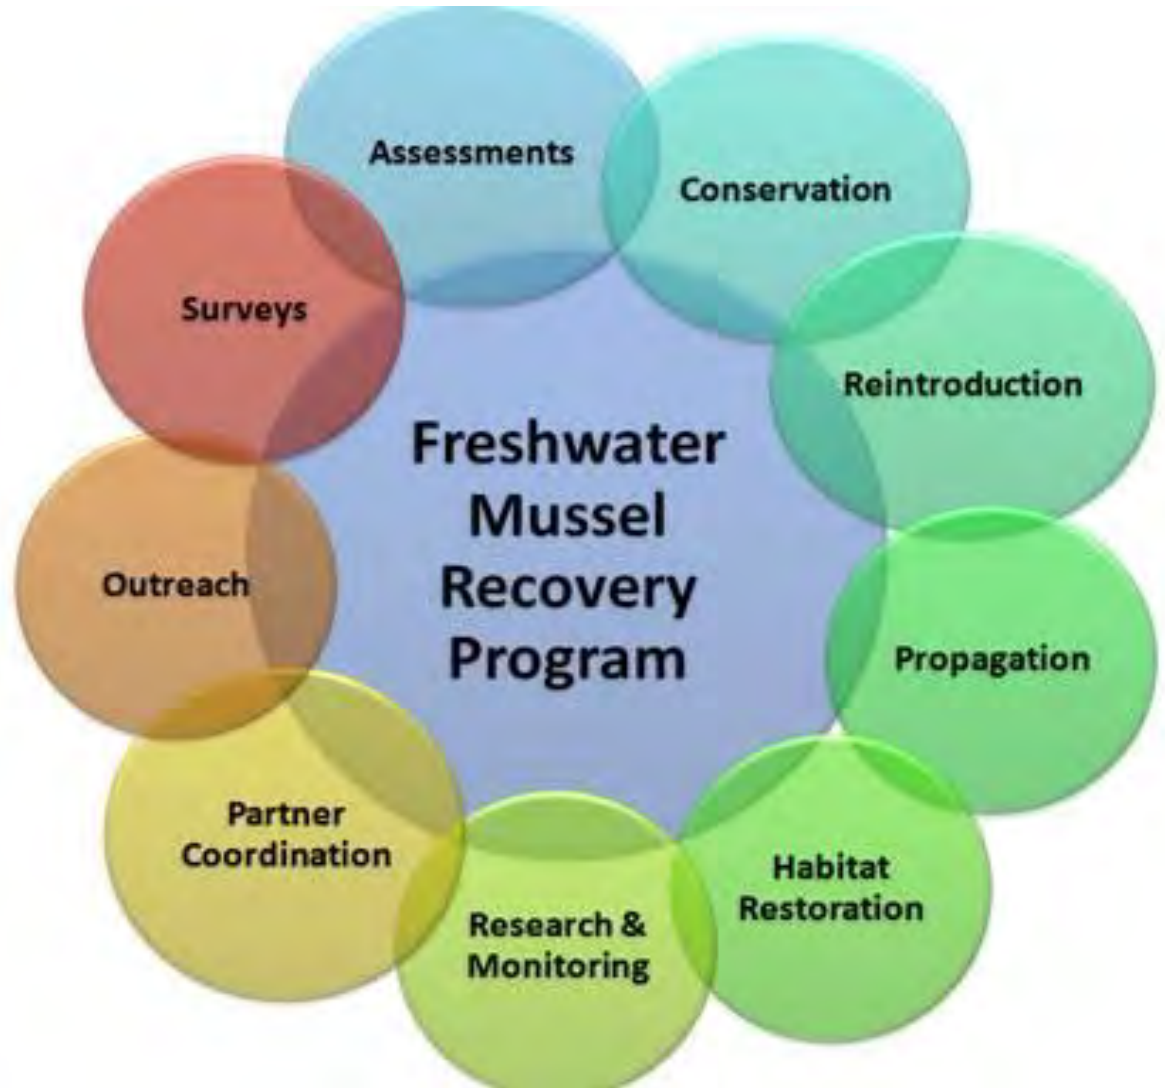 Assessments
Conservation
Reintroduction
Propagation
Habitat
Restoration
Research &
Monitoring
Partner
Coordination
Outreach
Surveys
Freshwater
Mussel
Recovery
Program